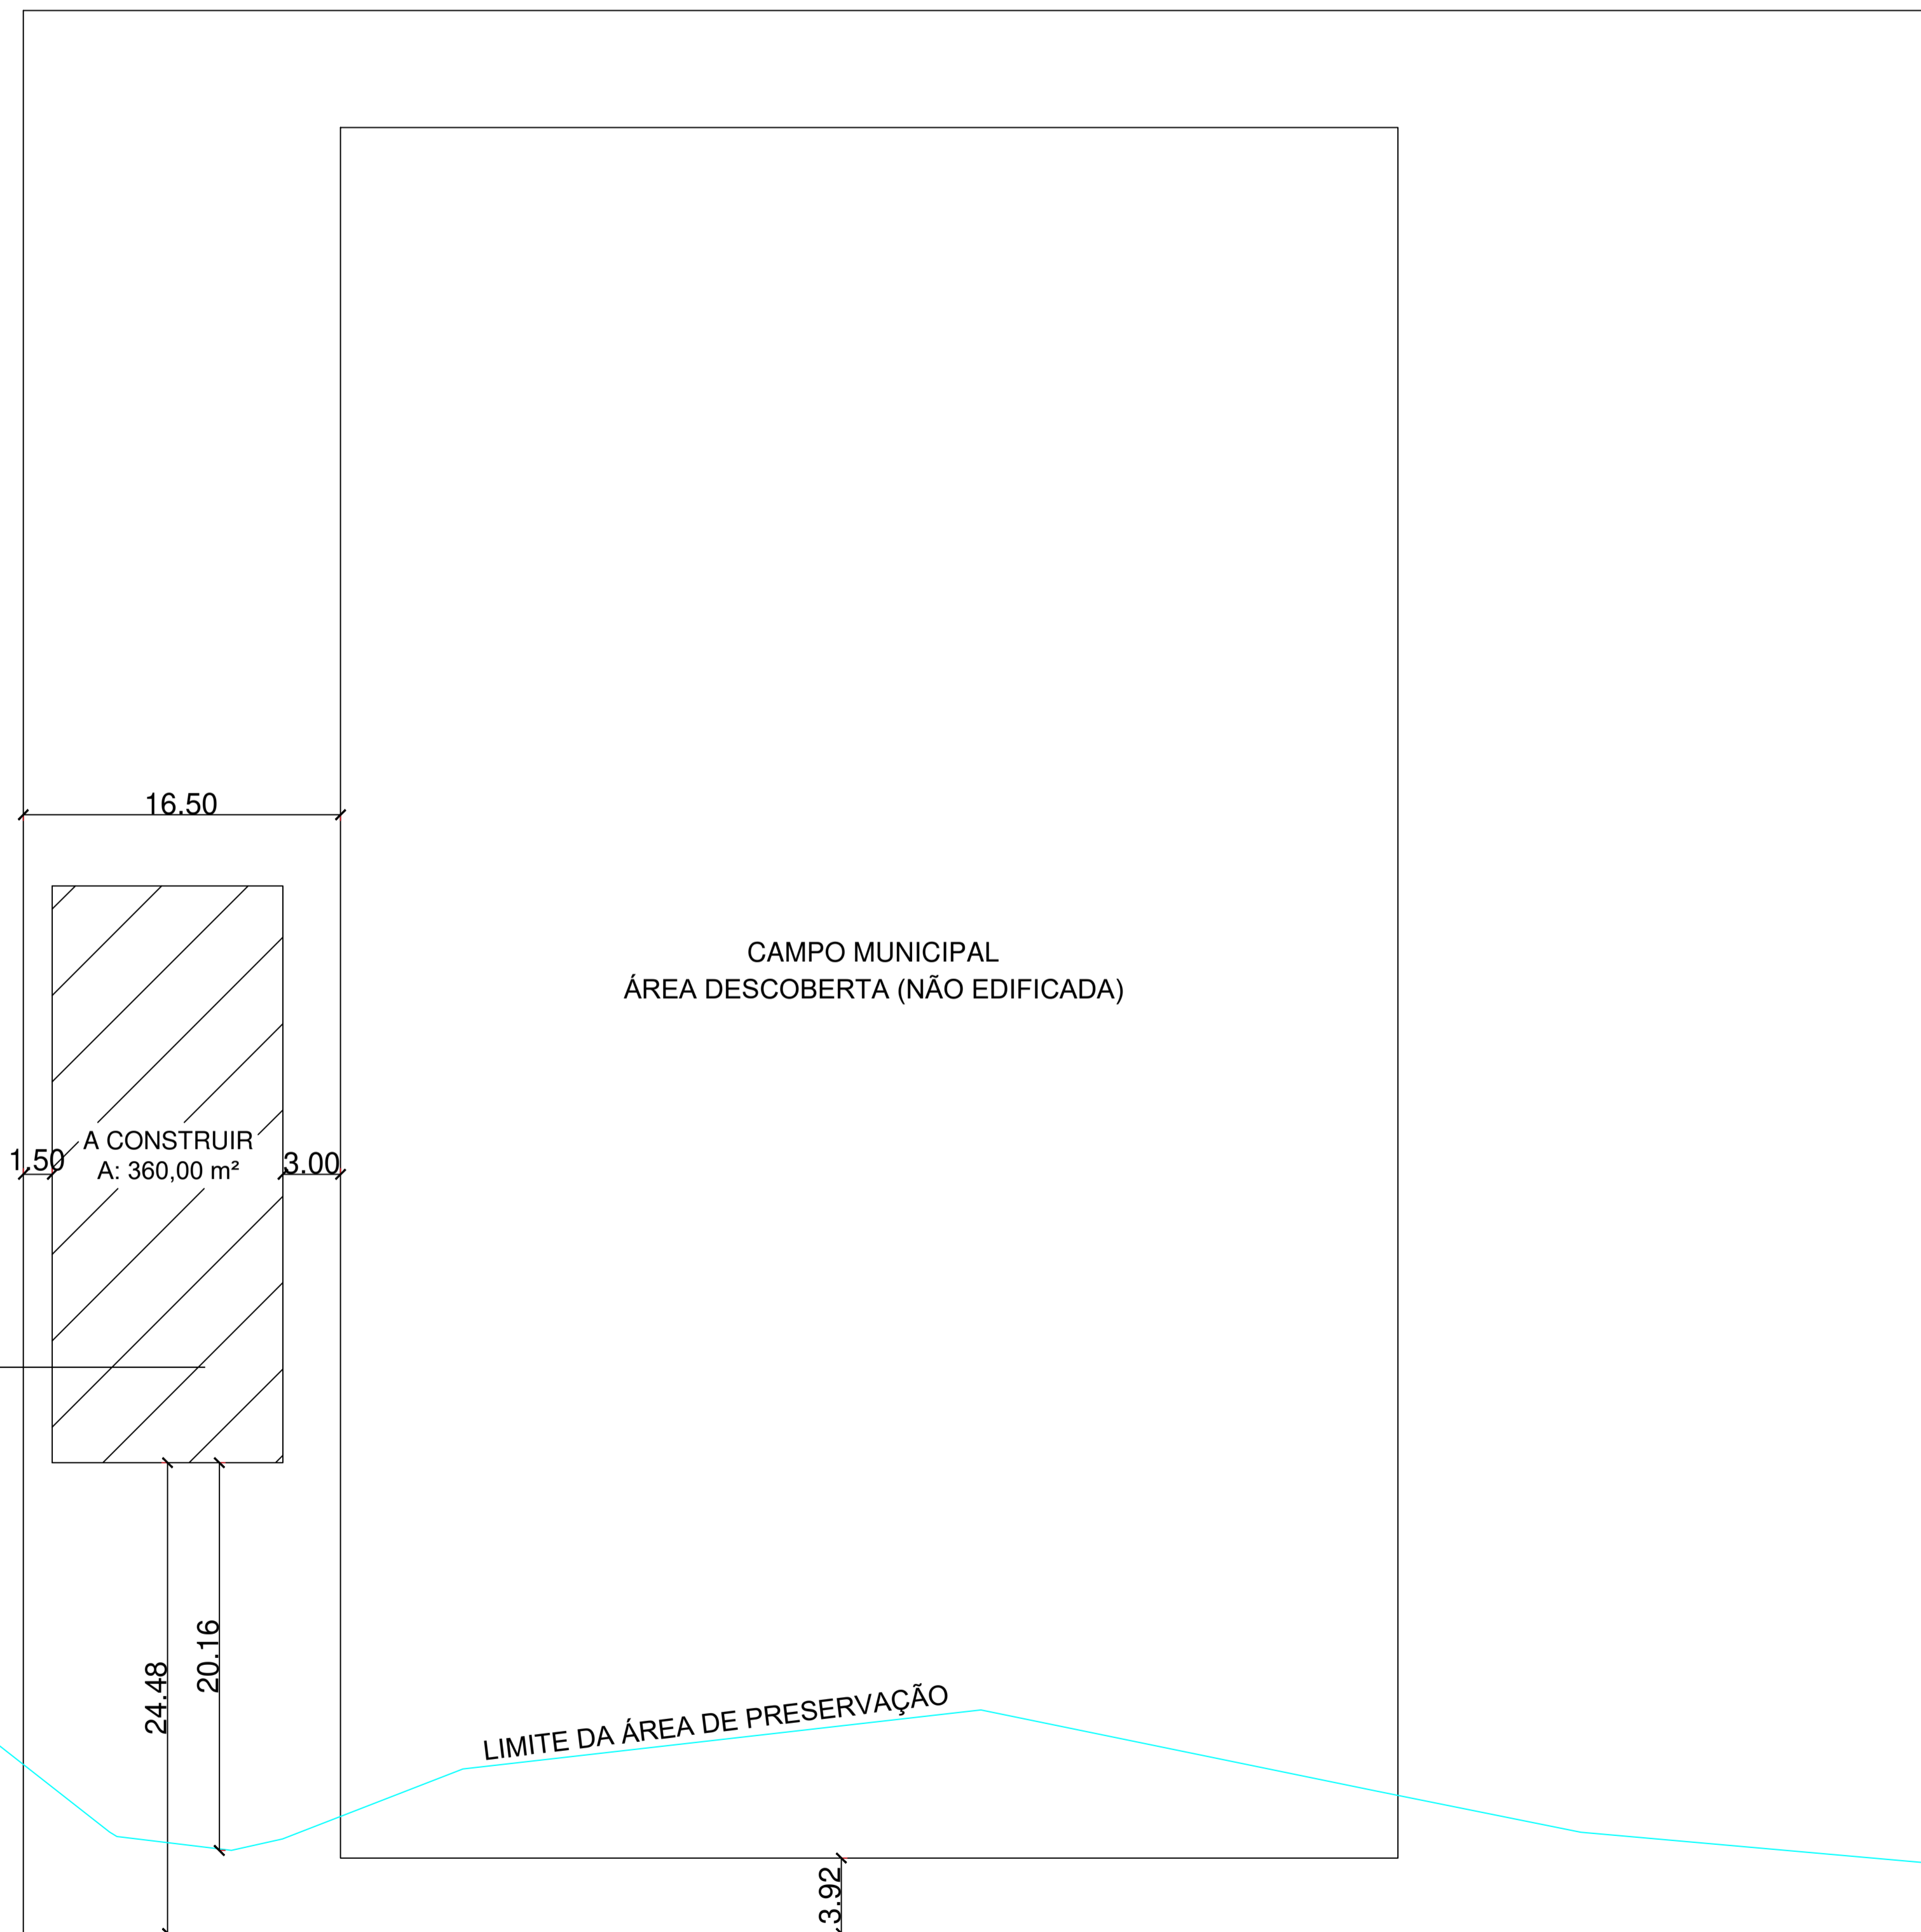 16.50
CAMPO MUNICIPAL
ÁREA DESCOBERTA (NÃO EDIFICADA)
A CONSTRUIR
A: 360,00 m²
1.50
3.00
24.48
20.16
LIMITE DA ÁREA DE PRESERVAÇÃO
3.92